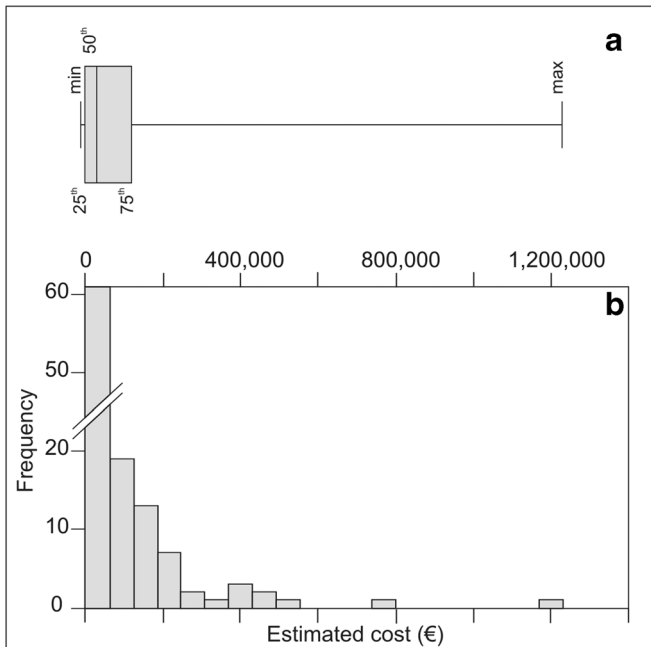 a
min
50th
max
25th
75th
0 400,000 800,000 1,200,000
b
60
50
20
10
0
Frequency
Estimated cost (€)